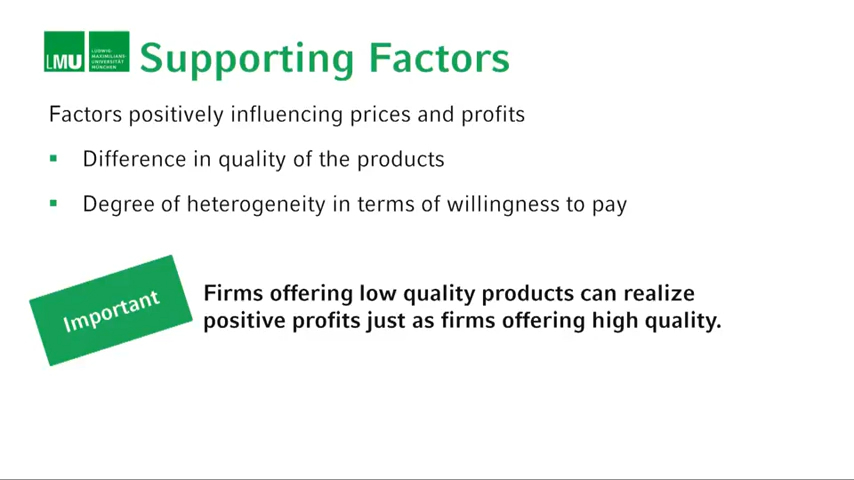 LMU
LUDWIG-
MAXIMILIANS-
UNIVERSITÄT
MÜNCHEN
Supporting Factors
Factors positively influencing prices and profits
▪ Difference in quality of the products
▪ Degree of heterogeneity in terms of willingness to pay
Important
Firms offering low quality products can realize
positive profits just as firms offering high quality.